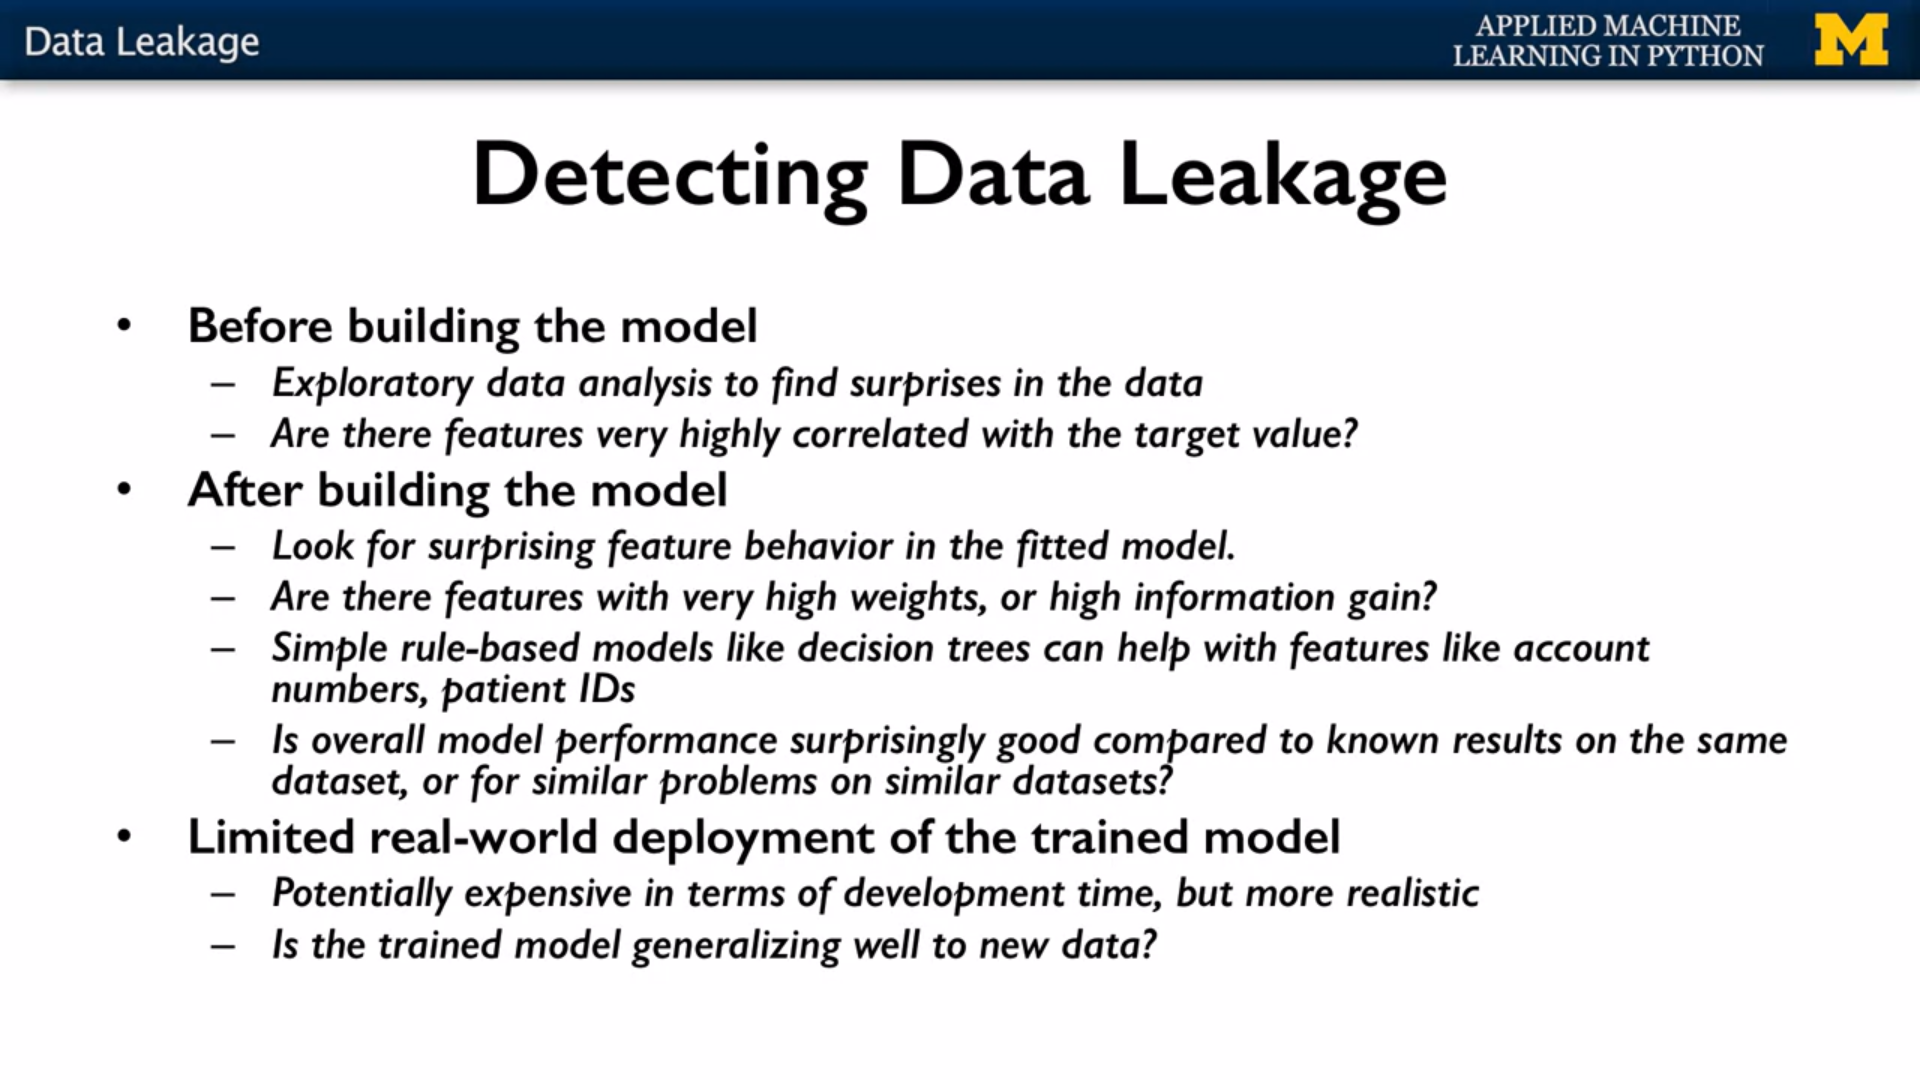 Data Leakage
APPLIED MACHINE
LEARNING IN PYTHON
M
Detecting Data Leakage
• Before building the model
– Exploratory data analysis to find surprises in the data
– Are there features very highly correlated with the target value?
• After building the model
– Look for surprising feature behavior in the fitted model.
– Are there features with very high weights, or high information gain?
– Simple rule-based models like decision trees can help with features like account
numbers, patient IDs
– Is overall model performance surprisingly good compared to known results on the same
dataset, or for similar problems on similar datasets?
• Limited real-world deployment of the trained model
– Potentially expensive in terms of development time, but more realistic
– Is the trained model generalizing well to new data?